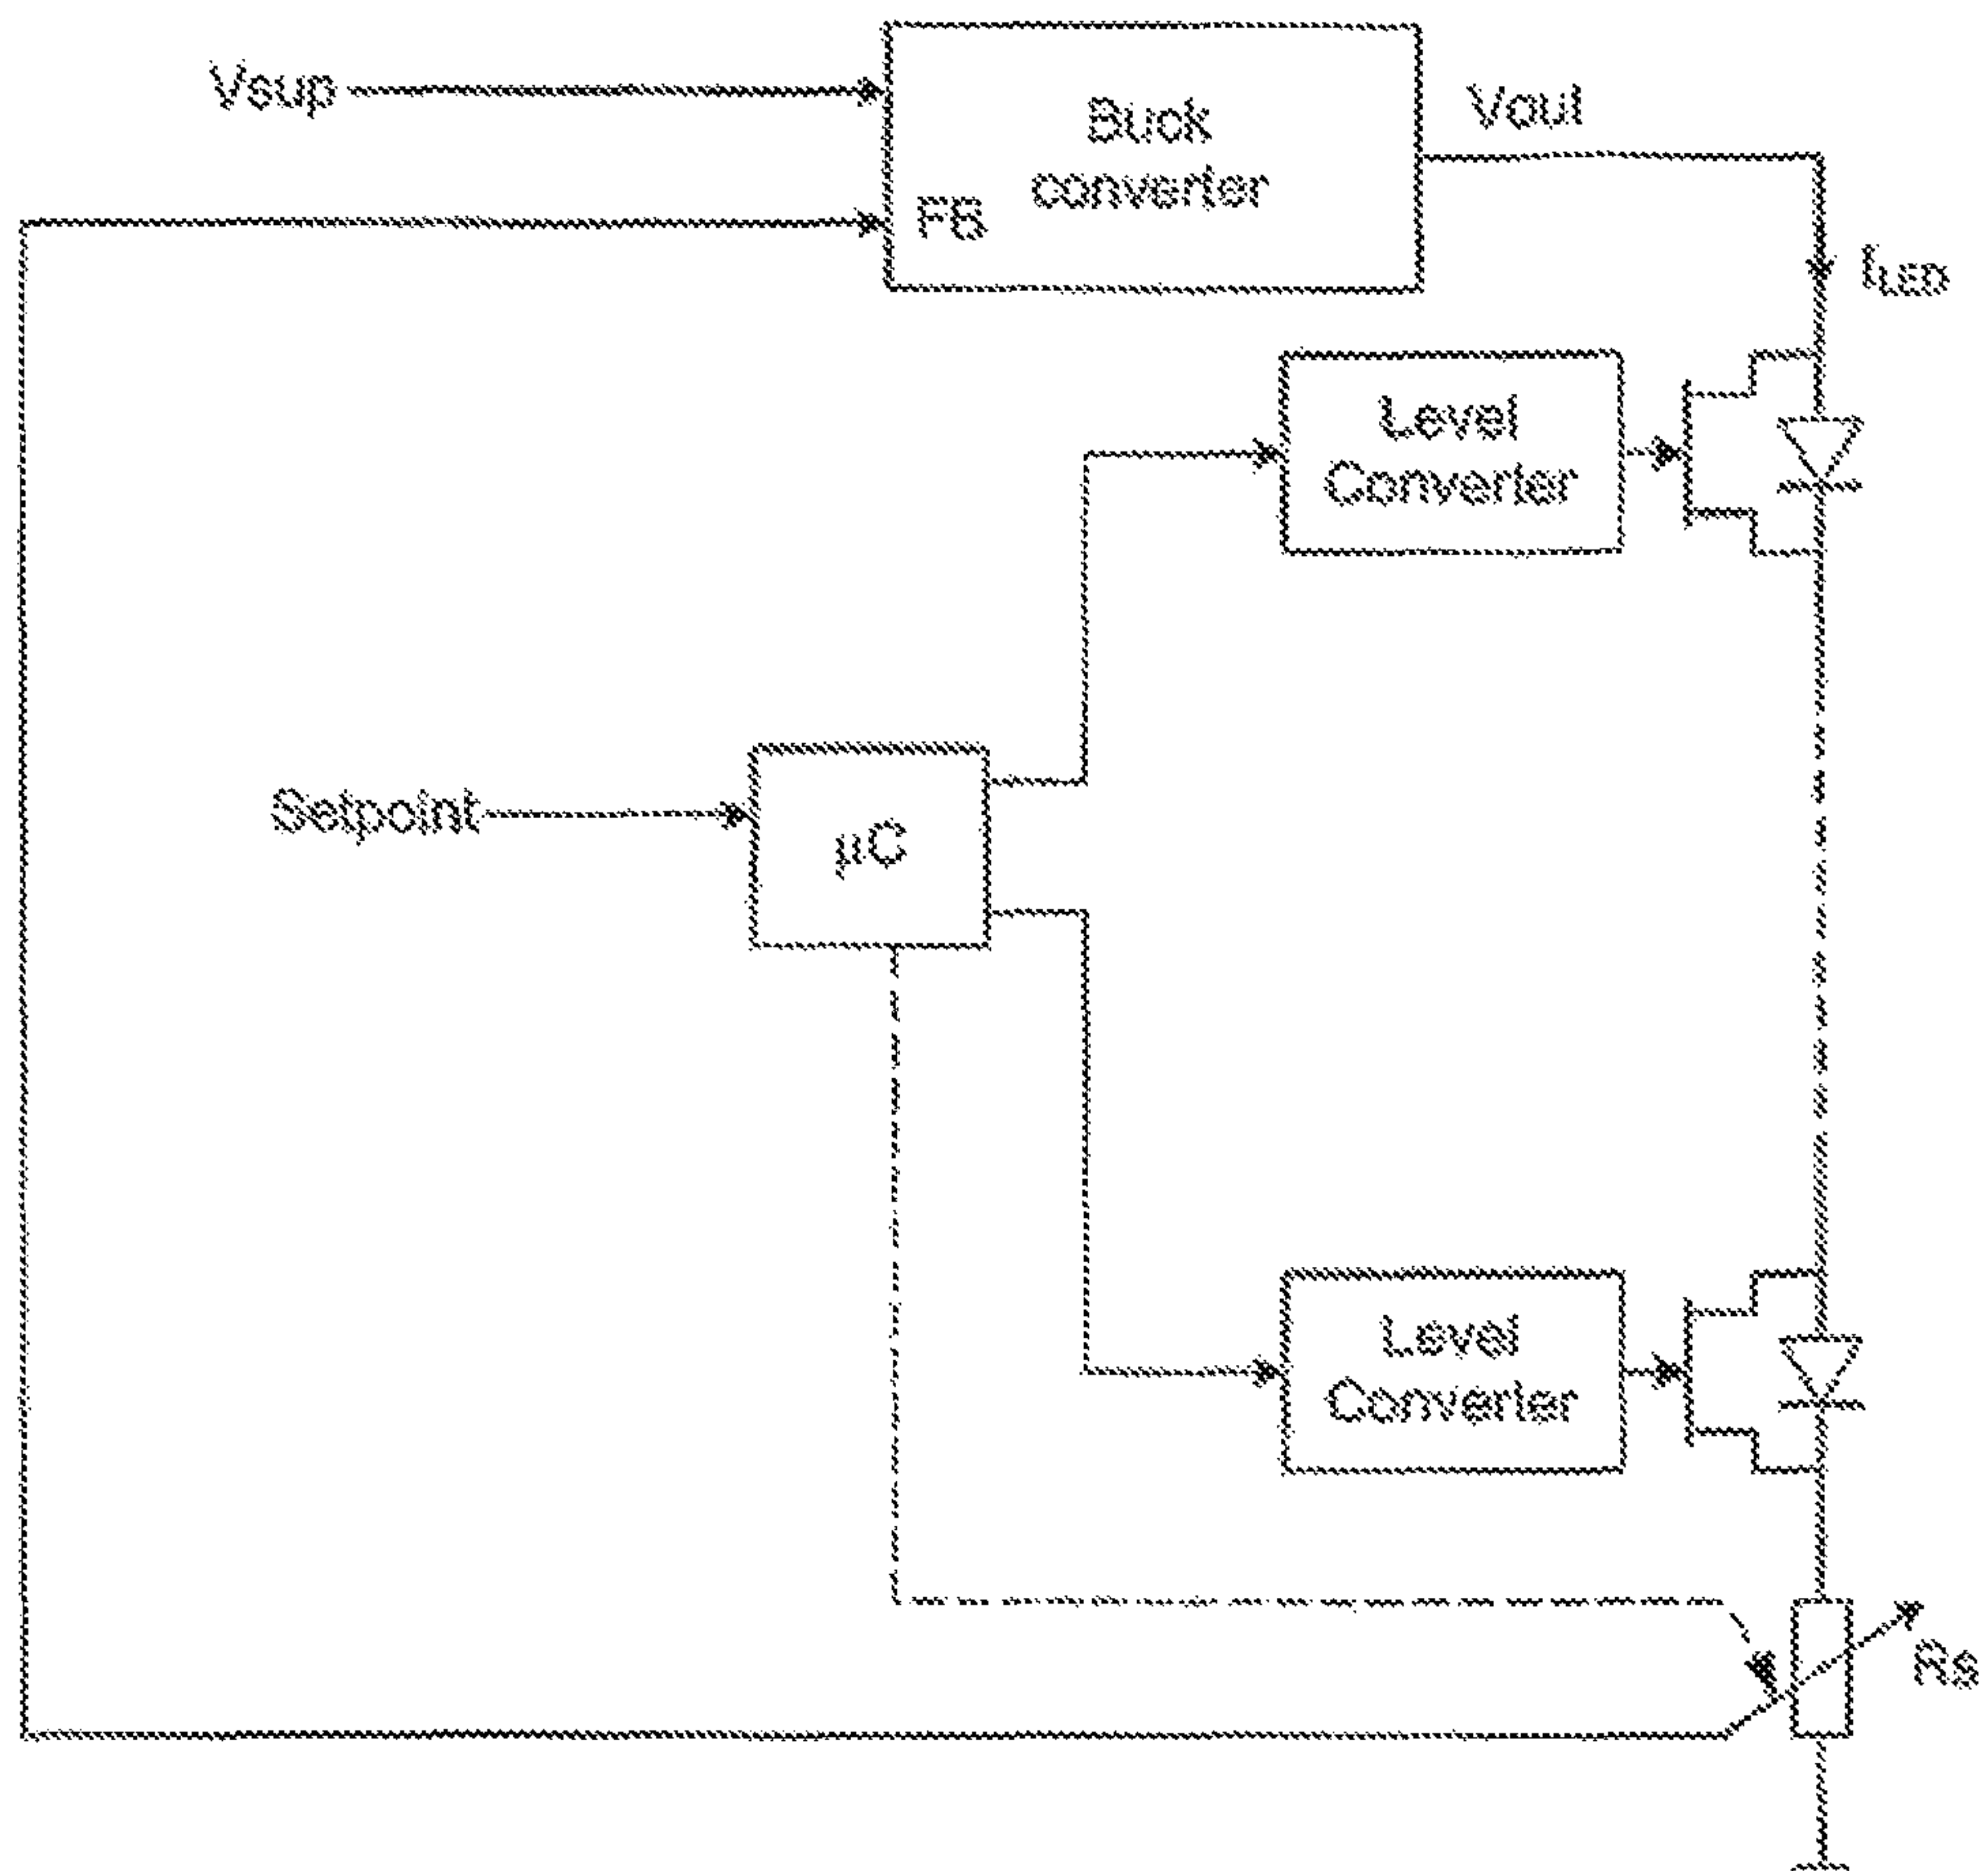 Vsup
Buck
converter
Vout
FB
ILED
Level
Converter
Setpoint
µC
Level
Converter
Rs